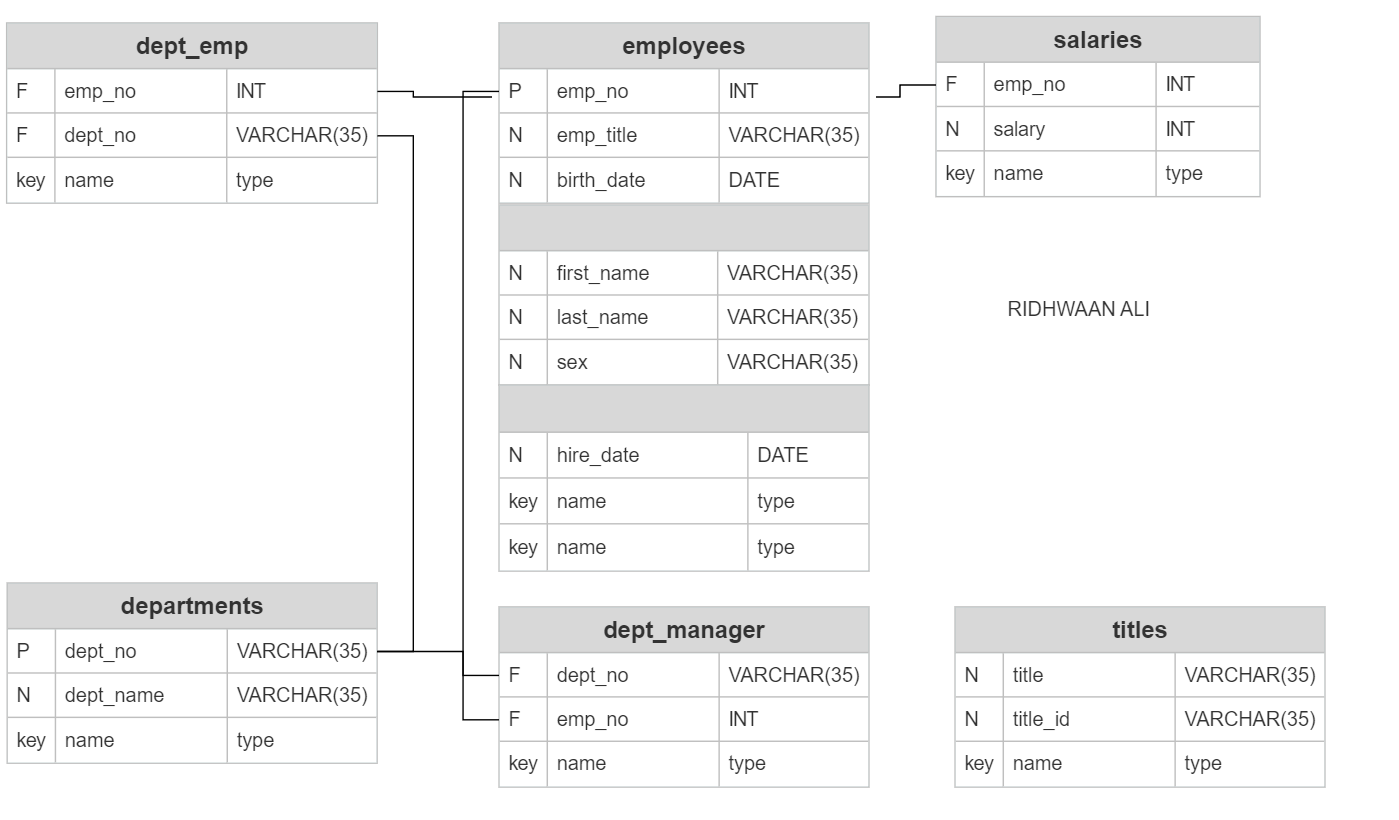 dept_emp
F emp_no INT
F dept_no VARCHAR(35)
key name type
employees
P emp_no INT
N emp_title VARCHAR(35)
N birth_date DATE
N first_name VARCHAR(35)
N last_name VARCHAR(35)
N sex VARCHAR(35)
N hire_date DATE
key name type
key name type
salaries
F emp_no INT
N salary INT
key name type
RIDHWAAN ALI
departments
P dept_no VARCHAR(35)
N dept_name VARCHAR(35)
key name type
dept_manager
F dept_no VARCHAR(35)
F emp_no INT
key name type
titles
N title VARCHAR(35)
N title_id VARCHAR(35)
key name type